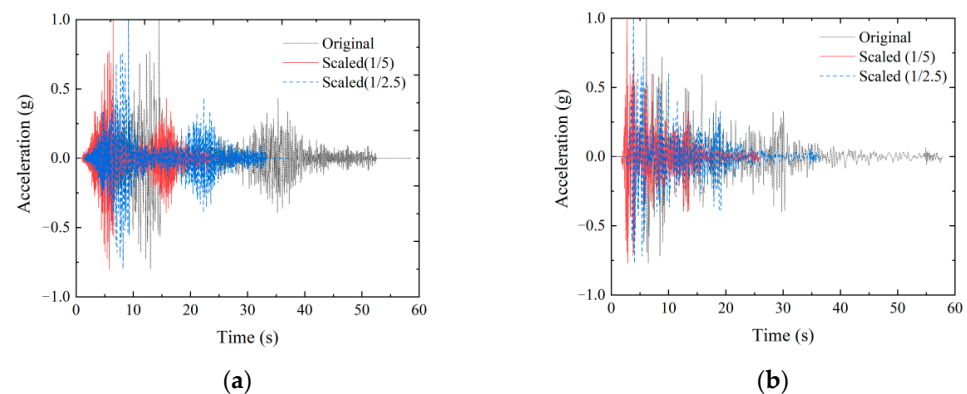 1.0
0.5
0.0
−0.5
−1.0
Acceleration (g)
Original
Scaled(1/5)
Scaled(1/2.5)
0 10 20 30 40 50 60
Time (s)
(a)
1.0
0.5
0.0
−0.5
−1.0
Acceleration (g)
Original
Scaled (1/5)
Scaled (1/2.5)
0 10 20 30 40 50 60
Time (s)
(b)